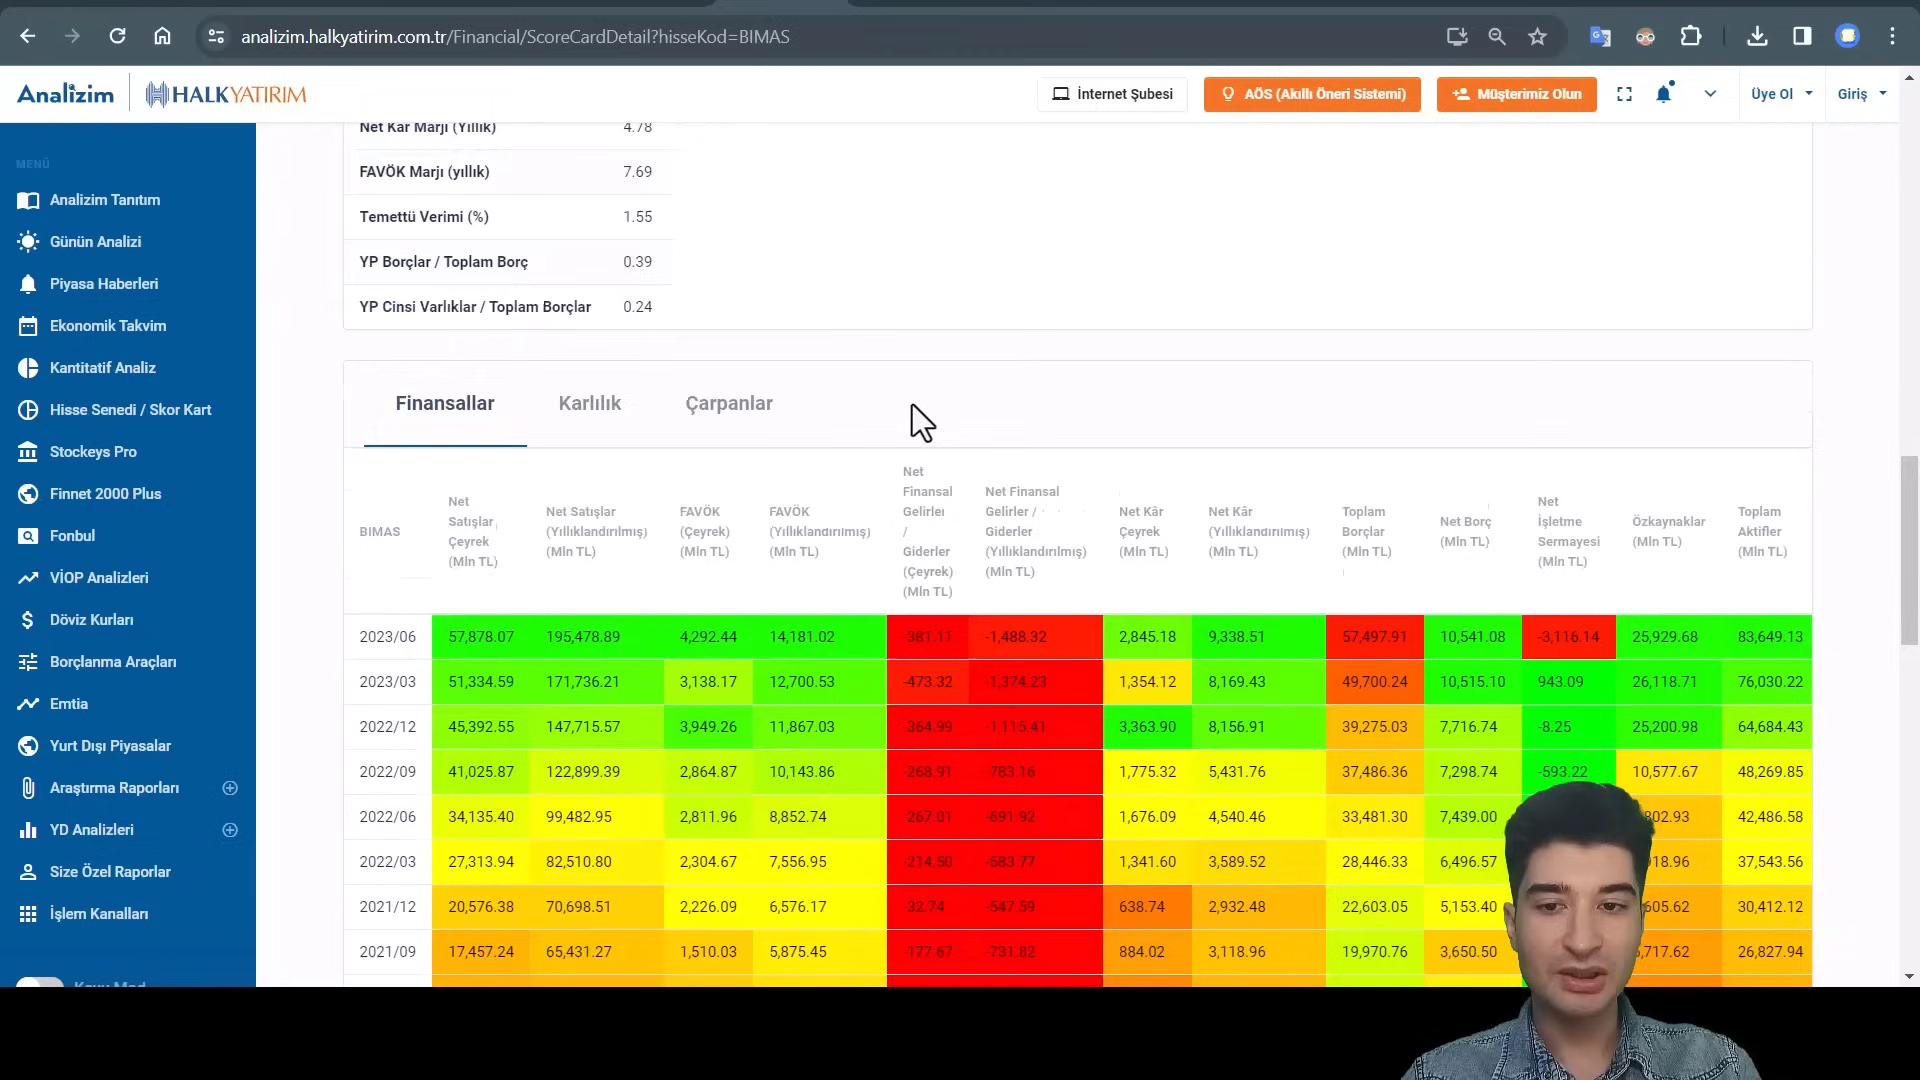 analizim.halkyatirim.com.tr/Financial/ScoreCardDetail?hisseKod=BIMAS
Analizim HALKYATIRIM İnternet Şubesi AÖS (Akıllı Öneri Sistemi) Müşterimiz Olun Üye Ol Giriş
MENÜ
Analizim Tanıtım
Günün Analizi
Piyasa Haberleri
Ekonomik Takvim
Kantitatif Analiz
Hisse Senedi / Skor Kart
Stockeys Pro
Finnet 2000 Plus
Fonbul
VİOP Analizleri
Döviz Kurları
Borçlanma Araçları
Emtia
Yurt Dışı Piyasalar
Araştırma Raporları
YD Analizleri
Size Özel Raporlar
İşlem Kanalları
Net Kar Marjı (Yıllık) 4.78
FAVÖK Marjı (yıllık) 7.69
Temettü Verimi (%) 1.55
YP Borçlar / Toplam Borç 0.39
YP Cinsi Varlıklar / Toplam Borçlar 0.24
Finansallar Karlılık Çarpanlar
BIMAS
Net
Satışlar
Çeyrek
(Mln TL)
Net Satışlar
(Yıllıklandırılmış)
(Mln TL)
FAVÖK
(Çeyrek)
(Mln TL)
FAVÖK
(Yıllıklandırılmış)
(Mln TL)
Net
Finansal
Gelirler
/
Giderler
(Çeyrek)
(Mln TL)
Net Finansal
Gelirler /
Giderler
(Yıllıklandırılmış)
(Mln TL)
Net Kâr
Çeyrek
(Mln TL)
Net Kâr
(Yıllıklandırılmış)
(Mln TL)
Toplam
Borçlar
(Mln TL)
Net Borç
(Mln TL)
Net
İşletme
Sermayesi
(Mln TL)
Özkaynaklar
(Mln TL)
Toplam
Aktifler
(Mln TL)
2023/06 57,878.07 195,478.89 4,292.44 14,181.02 -381.11 -1,488.32 2,845.18 9,338.51 57,497.91 10,541.08 -3,116.14 25,929.68 83,649.13
2023/03 51,334.59 171,736.21 3,138.17 12,700.53 -473.32 -1,374.23 1,354.12 8,169.43 49,700.24 10,515.10 943.09 26,118.71 76,030.22
2022/12 45,392.55 147,715.57 3,949.26 11,867.03 -364.99 -1,115.41 3,363.90 8,156.91 39,275.03 7,716.74 -8.25 25,200.98 64,684.43
2022/09 41,025.87 122,899.39 2,864.87 10,143.86 -268.91 -783.16 1,775.32 5,431.76 37,486.36 7,298.74 -593.22 10,577.67 48,269.85
2022/06 34,135.40 99,482.95 2,811.96 8,852.74 -267.01 -691.92 1,676.09 4,540.46 33,481.30 7,439.00 42,486.58
2022/03 27,313.94 82,510.80 2,304.67 7,556.95 -214.50 -683.77 1,341.60 3,589.52 28,446.33 6,496.57 37,543.56
2021/12 20,576.38 70,698.51 2,226.09 6,576.17 -32.74 -547.59 638.74 2,932.48 22,603.05 5,153.40 30,412.12
2021/09 17,457.24 65,431.27 1,510.03 5,875.45 -177.67 -731.82 884.02 3,118.96 19,970.76 3,650.50 26,827.94